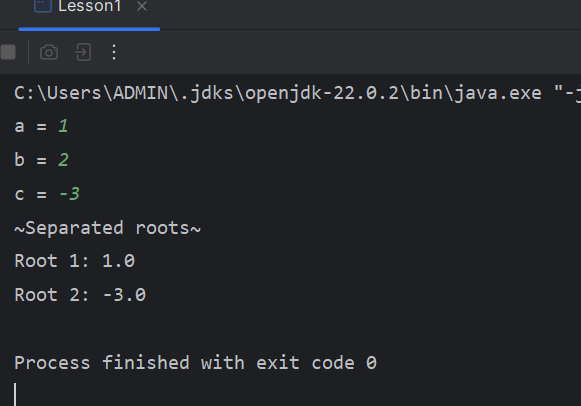 Lesson1
C:\Users\ADMIN\.jdks\openjdk-22.0.2\bin\java.exe "-j
a = 1
b = 2
c = -3
~Separated roots~
Root 1: 1.0
Root 2: -3.0
Process finished with exit code 0